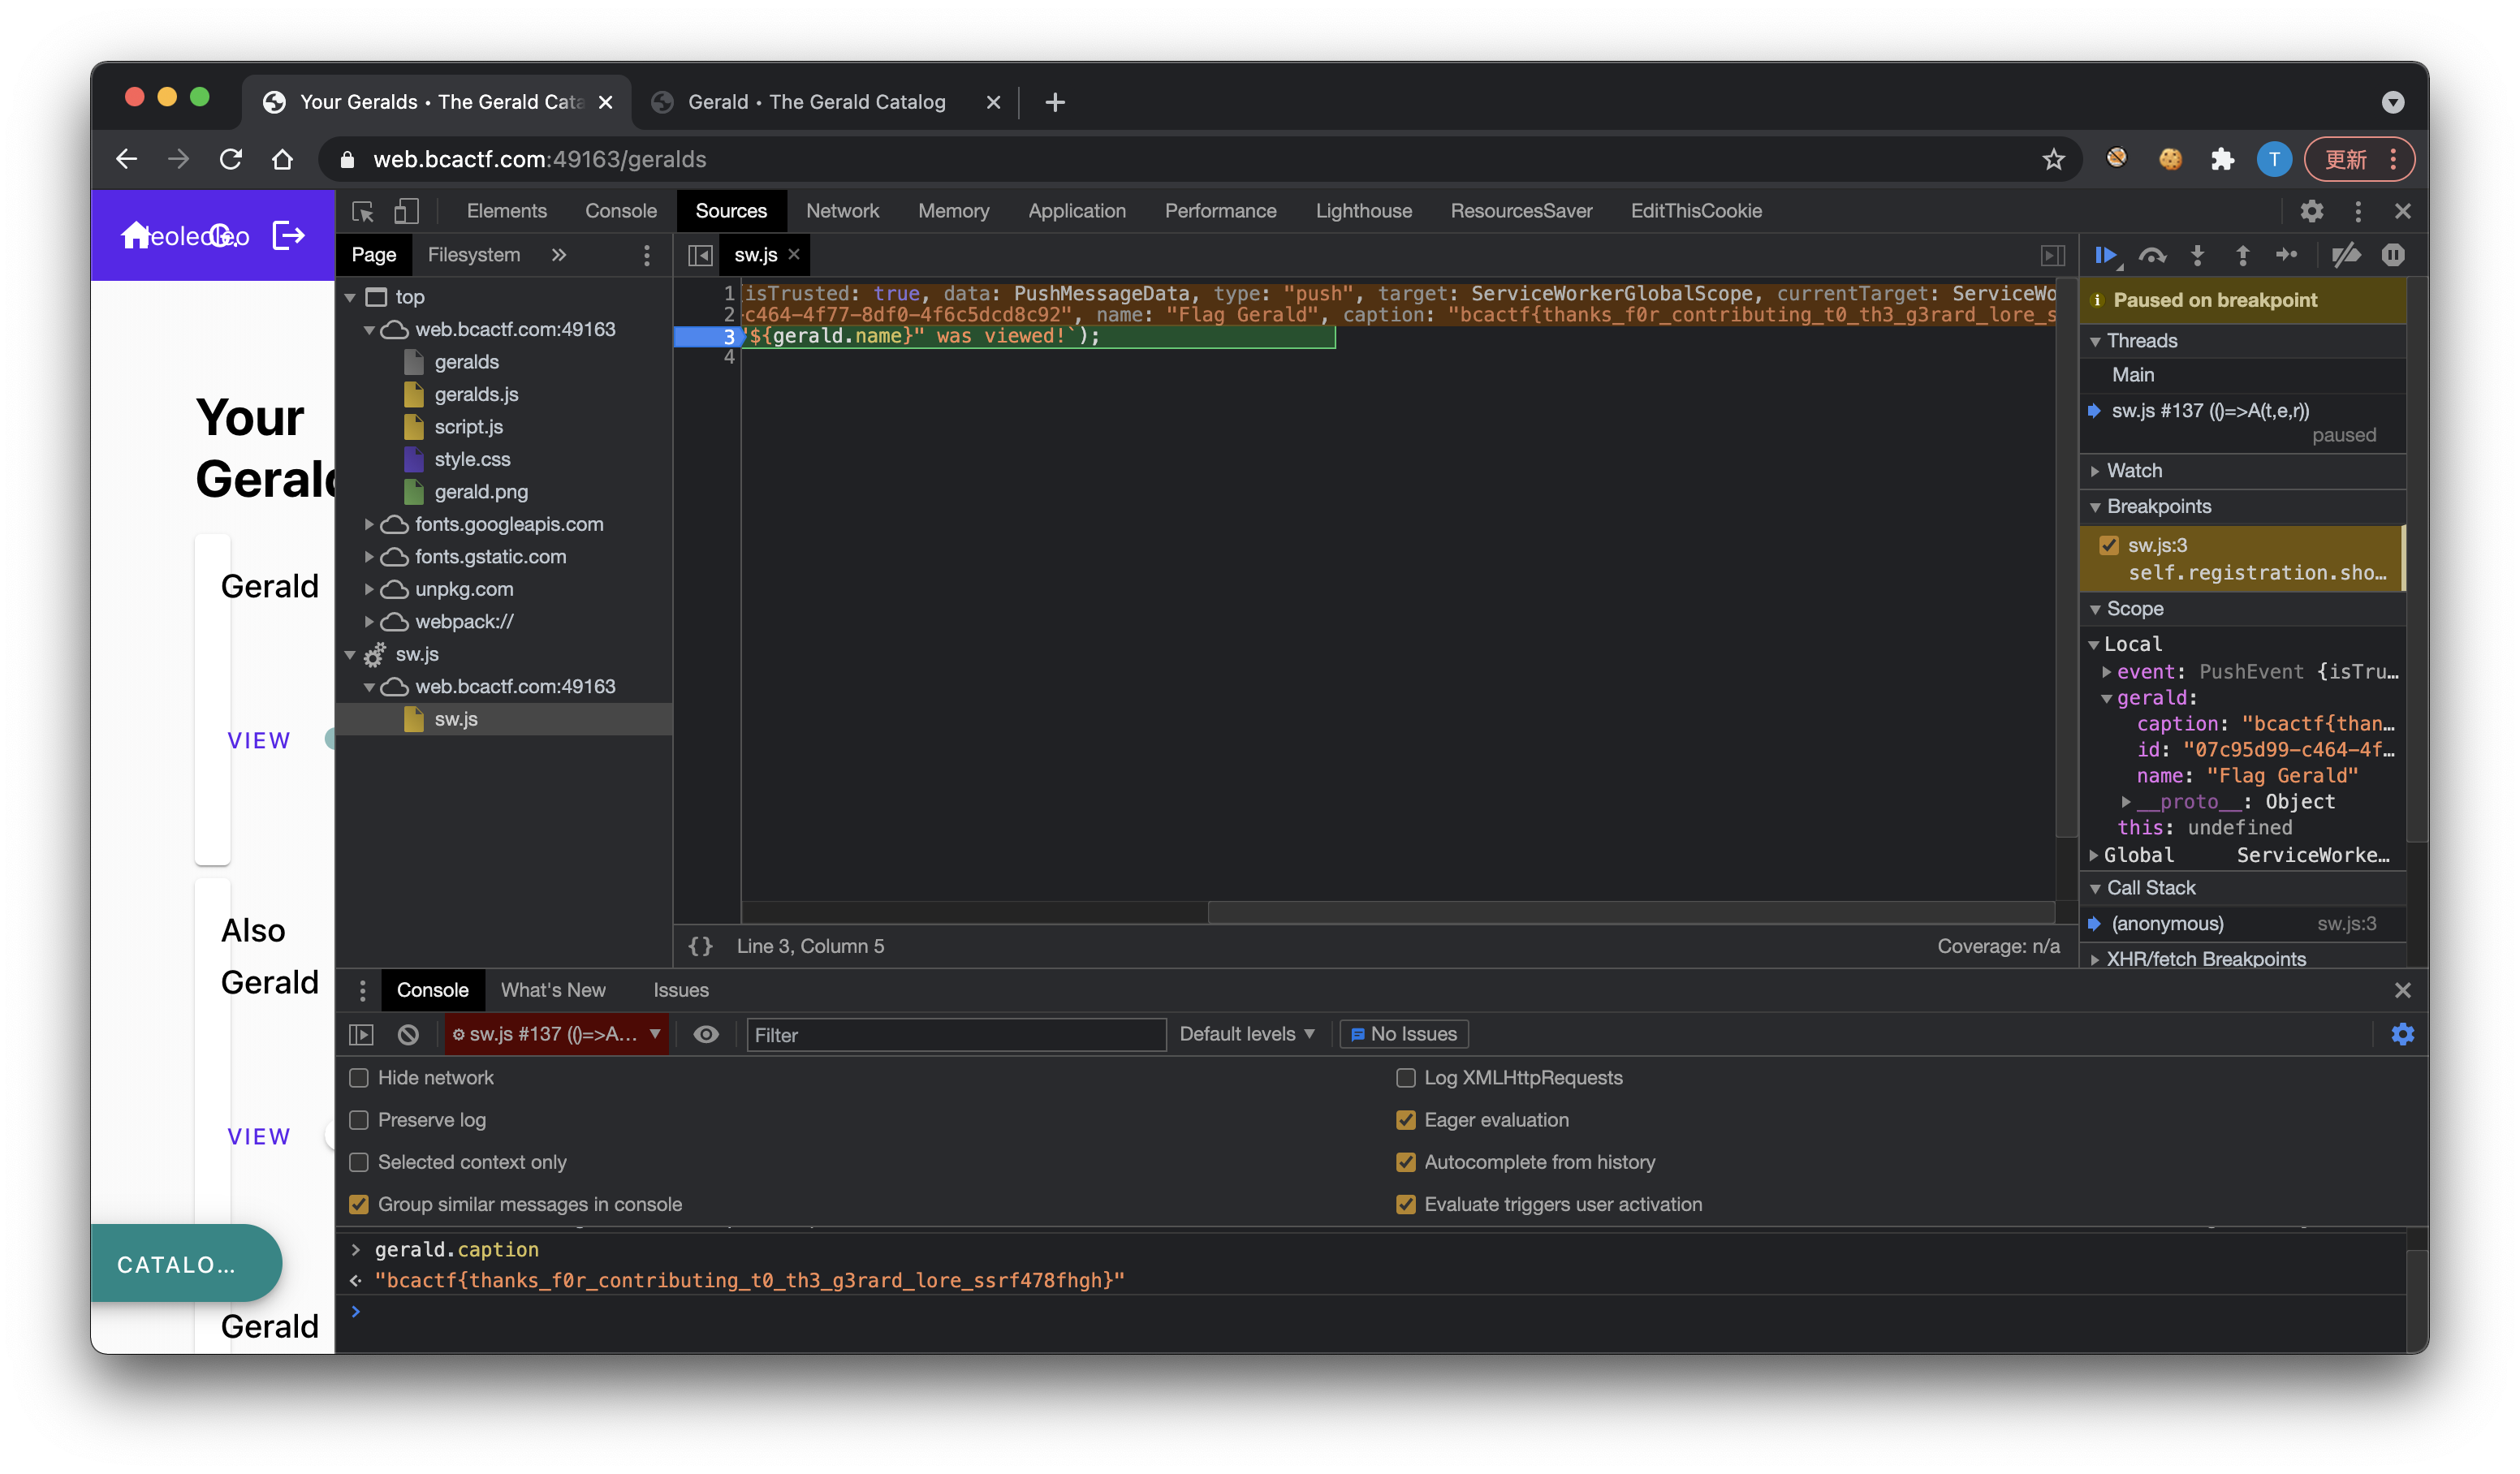 Your Geralds • The Gerald Cata
Gerald • The Gerald Catalog
web.bcactf.com:49163/geralds
T
更新
Elements Console Sources Network Memory Application Performance Lighthouse ResourcesSaver EditThisCookie
Page Filesystem
sw.js
Your
Gerald
Gerald
VIEW
Also
Gerald
VIEW
CATALO…
Gerald
top
web.bcactf.com:49163
geralds
geralds.js
script.js
style.css
gerald.png
fonts.googleapis.com
fonts.gstatic.com
unpkg.com
webpack://
sw.js
web.bcactf.com:49163
sw.js
1 isTrusted: true, data: PushMessageData, type: "push", target: ServiceWorkerGlobalScope, currentTarget: ServiceWo
2 -c464-4f77-8df0-4f6c5dcd8c92", name: "Flag Gerald", caption: "bcactf{thanks_f0r_contributing_t0_th3_g3rard_lore_s
3 "${gerald.name}" was viewed!`);
4
{} Line 3, Column 5
Coverage: n/a
Paused on breakpoint
Threads
Main
sw.js #137 (()=>A(t,e,r))
paused
Watch
Breakpoints
sw.js:3
self.registration.sho…
Scope
Local
event: PushEvent {isTru…
gerald:
caption: "bcactf{than…
id: "07c95d99-c464-4f…
name: "Flag Gerald"
__proto__: Object
this: undefined
Global ServiceWorke…
Call Stack
(anonymous) sw.js:3
XHR/fetch Breakpoints
Console What's New Issues
sw.js #137 (()=>A… Filter Default levels No Issues
Hide network
Log XMLHttpRequests
Preserve log
Eager evaluation
Selected context only
Autocomplete from history
Group similar messages in console
Evaluate triggers user activation
gerald.caption
"bcactf{thanks_f0r_contributing_t0_th3_g3rard_lore_ssrf478fhgh}"